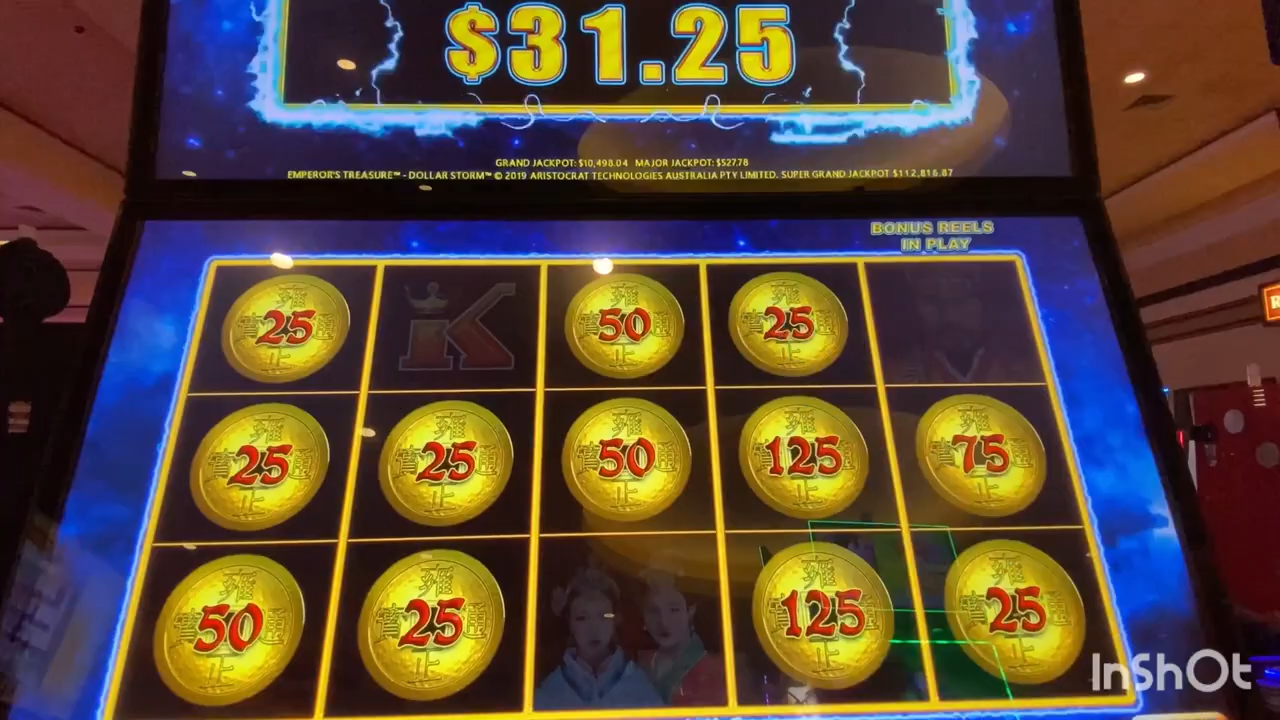 $31.25
GRAND JACKPOT: $10,498.04 MAJOR JACKPOT: $527.78
EMPEROR'S TREASURE™ - DOLLAR STORM™ © 2019 ARISTOCRAT TECHNOLOGIES AUSTRALIA PTY LIMITED. SUPER GRAND JACKPOT $112,816.87
BONUS REELS
IN PLAY
25
K
50
25
25
25
50
125
75
50
25
125
25
InShOt